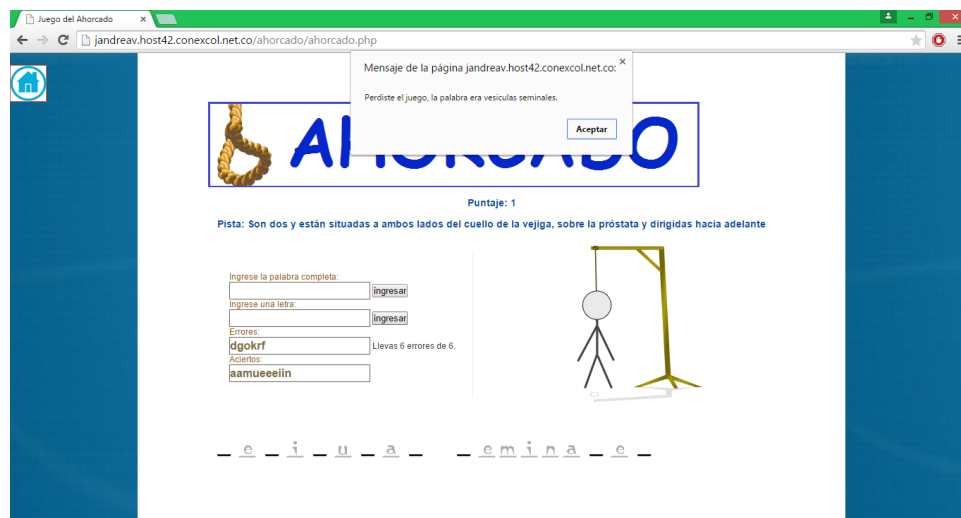 Juego del Ahorcado
jandreav.host42.conexcol.net.co/ahorcado/ahorcado.php
Mensaje de la página jandreav.host42.conexcol.net.co:
Perdiste el juego, la palabra era vesiculas seminales.
Aceptar
AHORCADO
Puntaje: 1
Pista: Son dos y están situadas a ambos lados del cuello de la vejiga, sobre la próstata y dirigidas hacia adelante
Ingrese la palabra completa:
ingresar
Ingrese una letra:
ingresar
Errores:
dgokrf Llevas 6 errores de 6.
Aciertos:
aamueeeiin
_ e _ i _ u _ a _ _ e m i n a _ e _